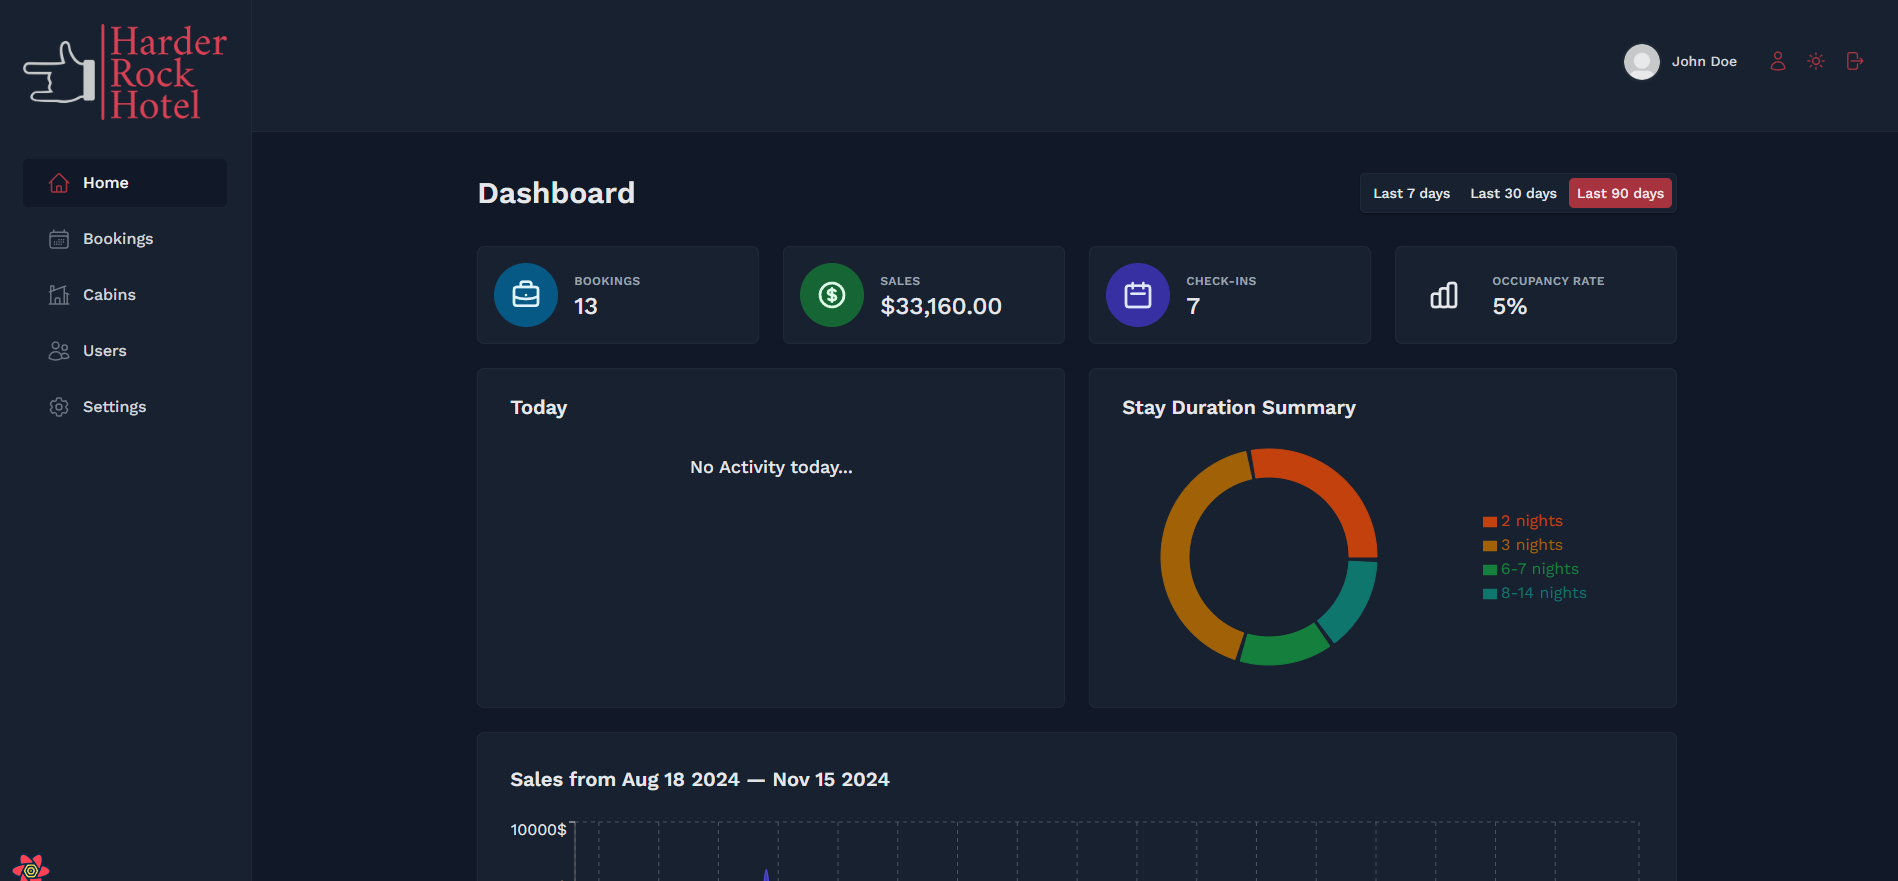 Harder
Rock
Hotel
John Doe
Home
Bookings
Cabins
Users
Settings
Dashboard
Last 7 days Last 30 days Last 90 days
BOOKINGS
13
SALES
$33,160.00
CHECK-INS
7
OCCUPANCY RATE
5%
Today
No Activity today...
Stay Duration Summary
2 nights
3 nights
6-7 nights
8-14 nights
Sales from Aug 18 2024 — Nov 15 2024
10000$